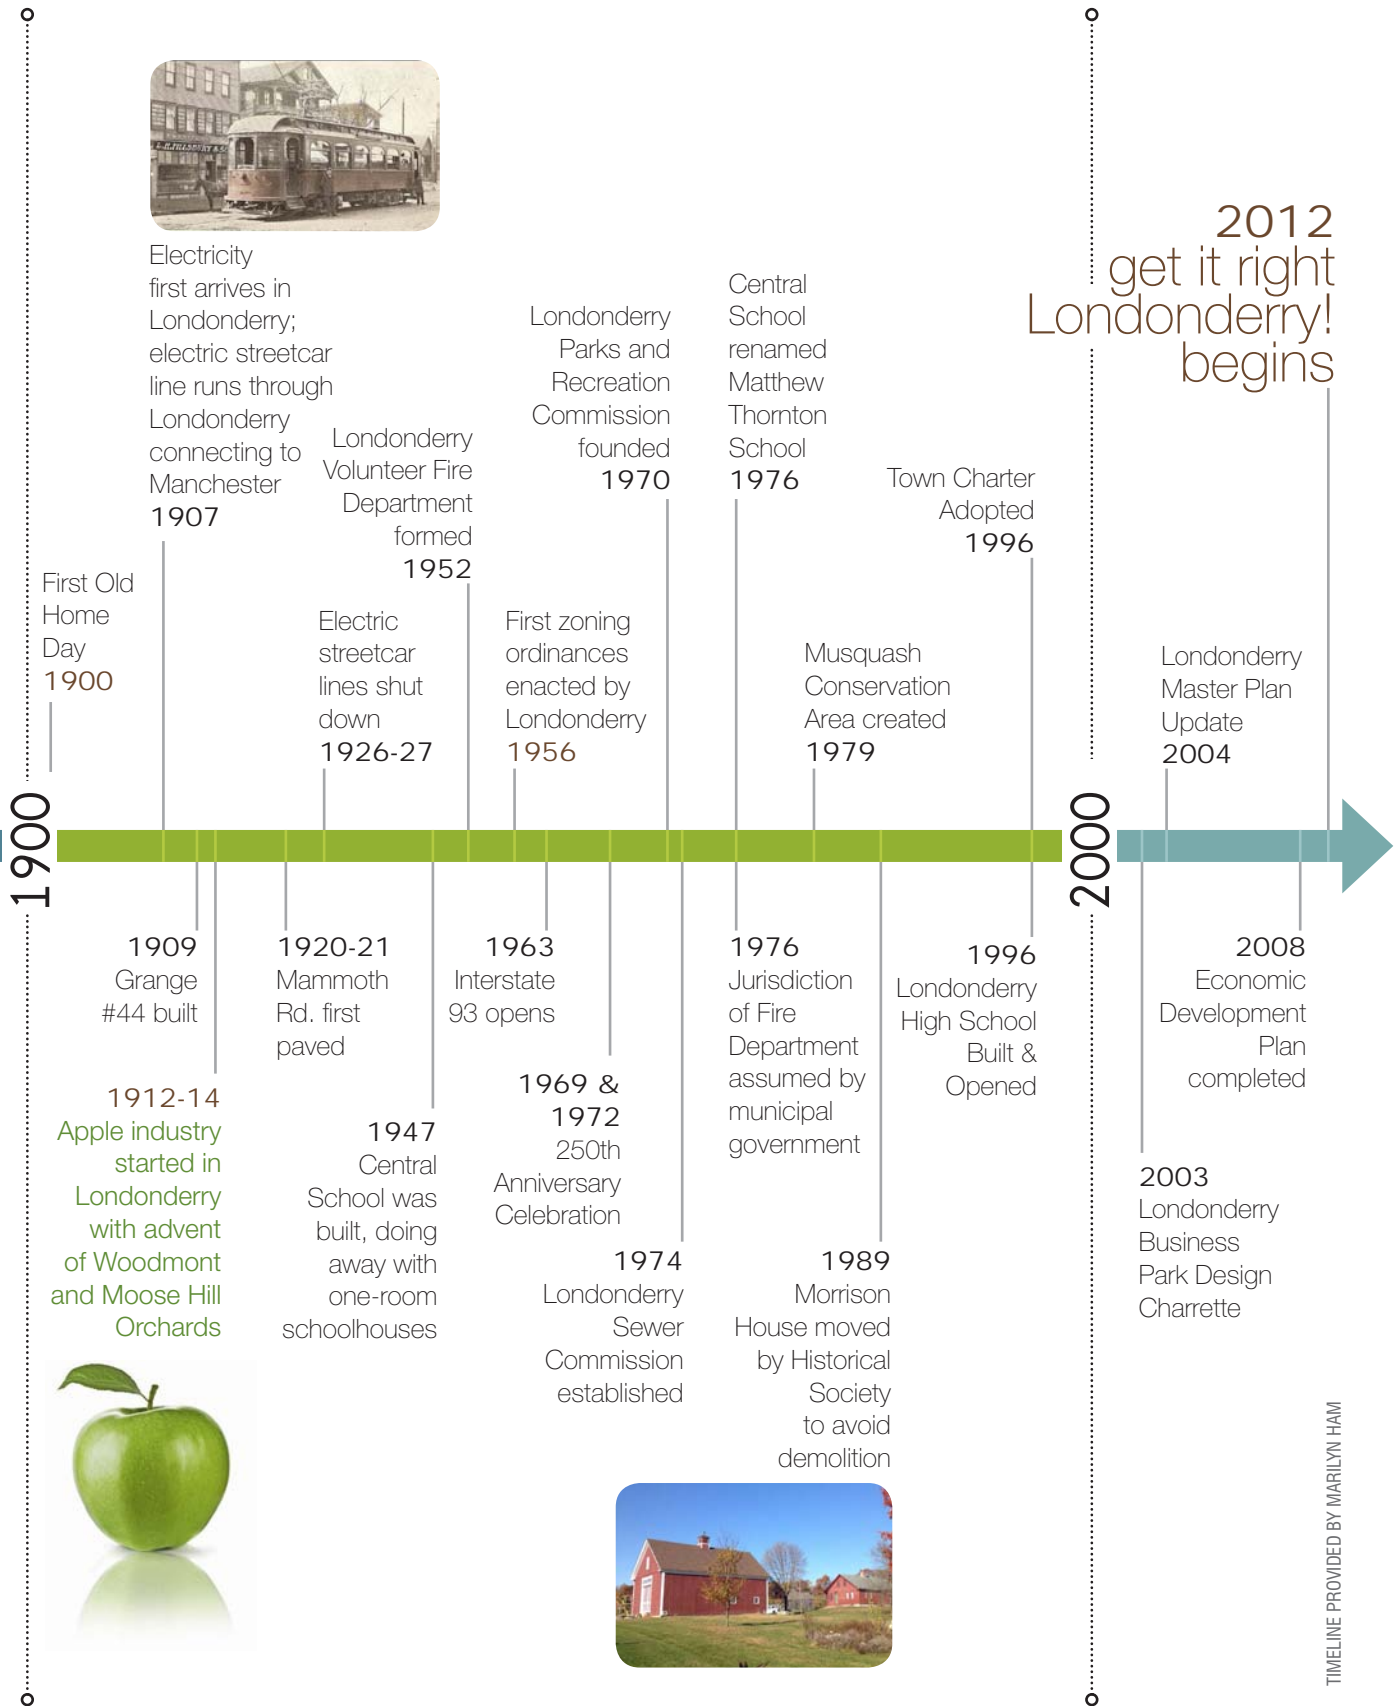 L.H. PILLSBURY &
Electricity
first arrives in
Londonderry;
electric streetcar
line runs through
Londonderry
connecting to
Manchester
1907
First Old
Home
Day
1900
Londonderry
Volunteer Fire
Department
formed
1952
Electric
streetcar
lines shut
down
1926-27
First zoning
ordinances
enacted by
Londonderry
1956
Londonderry
Parks and
Recreation
Commission
founded
1970
Central
School
renamed
Matthew
Thornton
School
1976
Musquash
Conservation
Area created
1979
Town Charter
Adopted
1996
2012
get it right
Londonderry!
begins
Londonderry
Master Plan
Update
2004
1900
2000
1909
Grange
#44 built
1912-14
Apple industry
started in
Londonderry
with advent
of Woodmont
and Moose Hill
Orchards
1920-21
Mammoth
Rd. first
paved
1947
Central
School was
built, doing
away with
one-room
schoolhouses
1963
Interstate
93 opens
1969 &
1972
250th
Anniversary
Celebration
1974
Londonderry
Sewer
Commission
established
1976
Jurisdiction
of Fire
Department
assumed by
municipal
government
1989
Morrison
House moved
by Historical
Society
to avoid
demolition
1996
Londonderry
High School
Built &
Opened
2003
Londonderry
Business
Park Design
Charrette
2008
Economic
Development
Plan
completed
TIMELINE PROVIDED BY MARILYN HAM